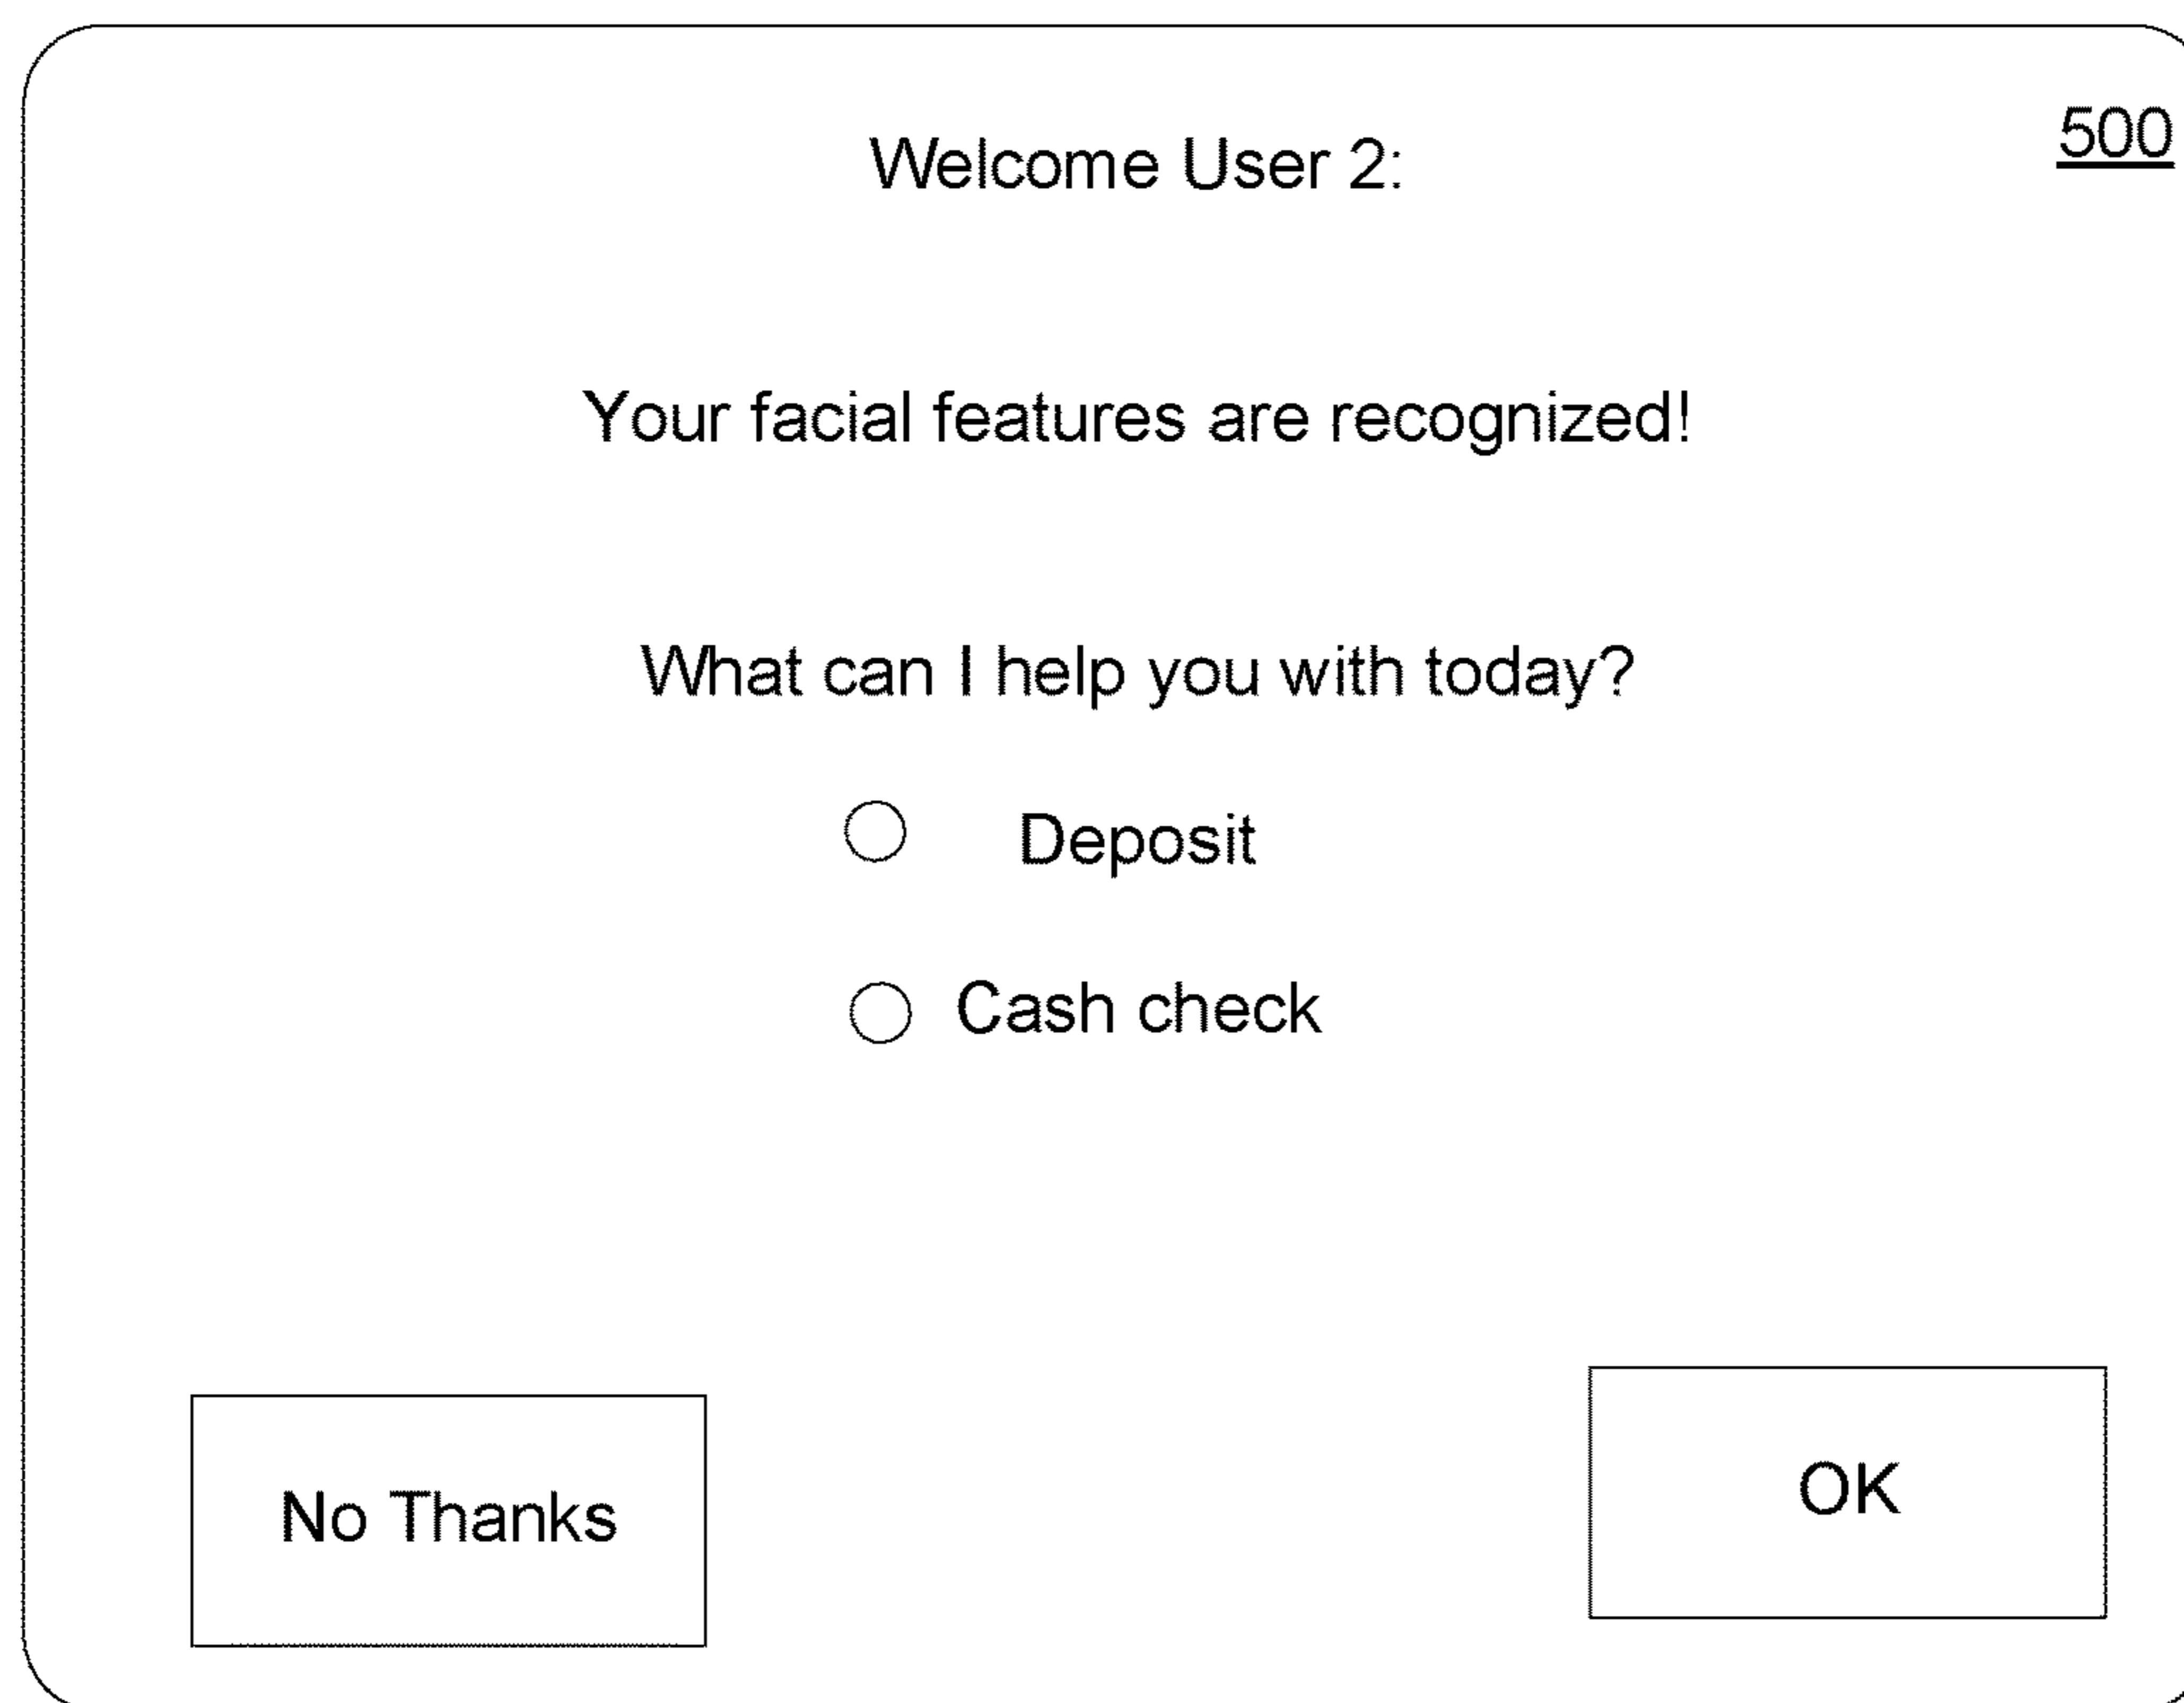 500
Welcome User 2:
Your facial features are recognized!
What can I help you with today?
Deposit
Cash check
No Thanks
OK